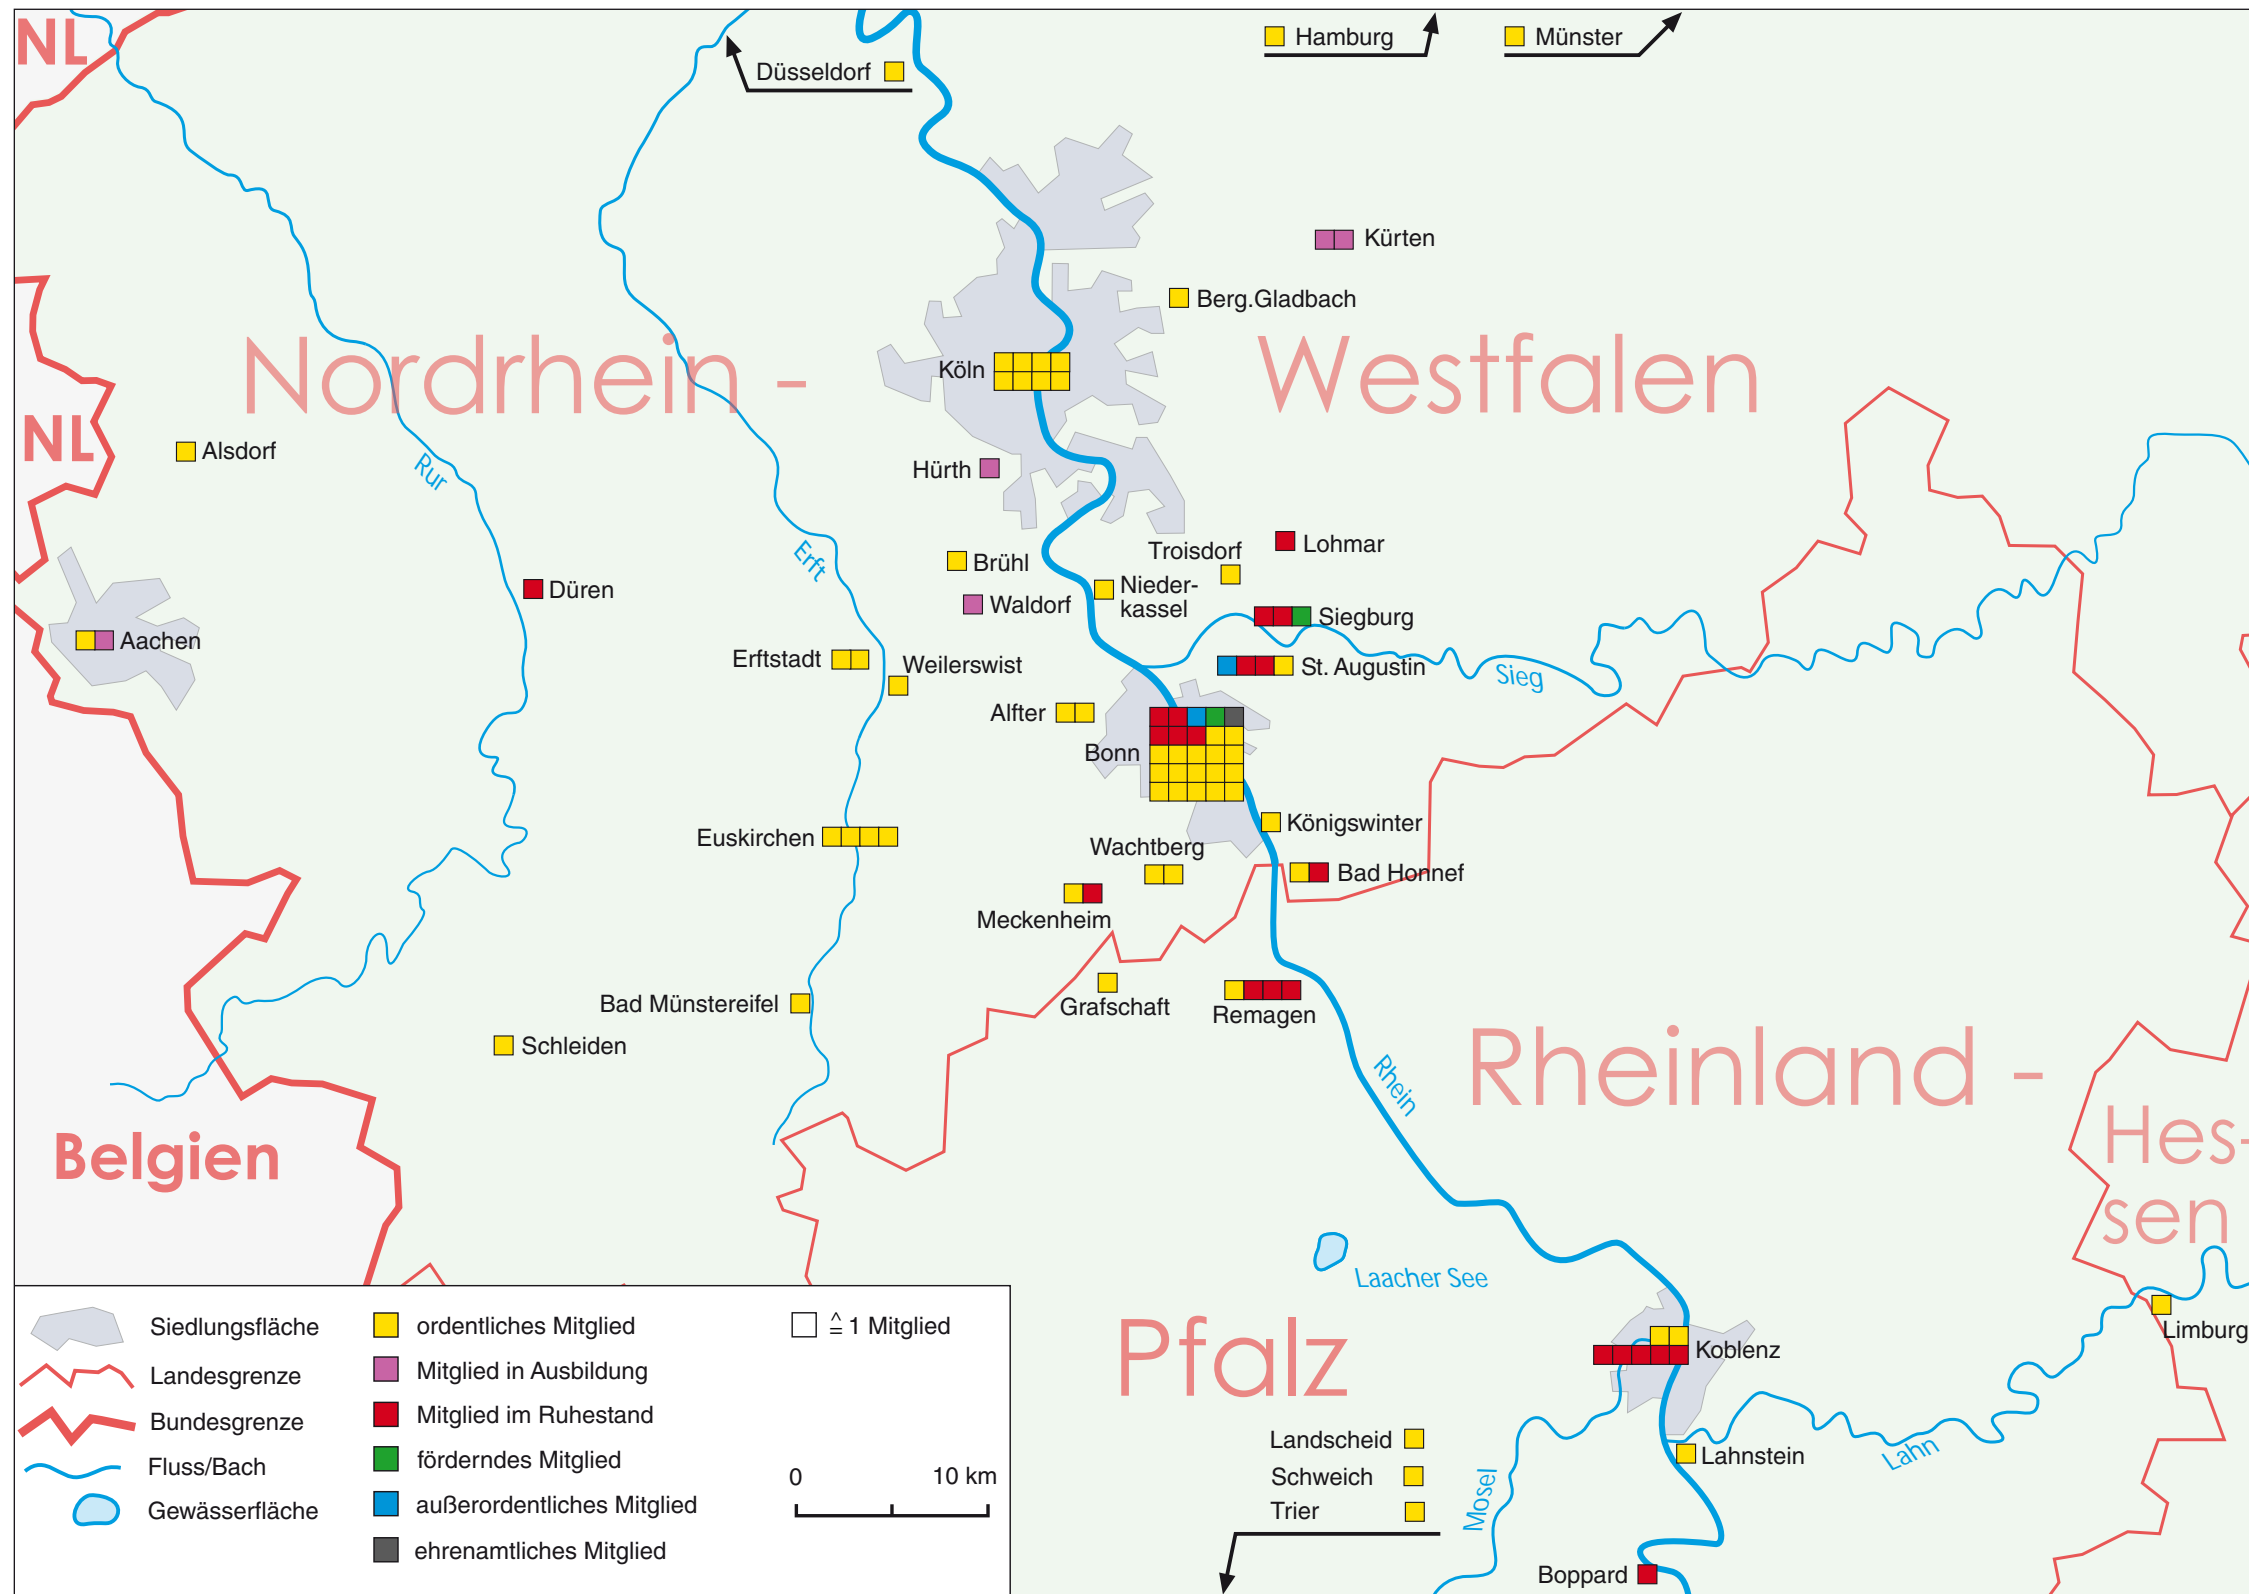 NL
Hamburg
Münster
Düsseldorf
Kürten
Berg.Gladbach
Nordrhein -
Westfalen
Köln
NL
Alsdorf
Rur
Hürth
Erft
Brühl
Troisdorf
Lohmar
Düren
Nieder-
kassel
Waldorf
Siegburg
Aachen
Erftstadt
Weilerswist
St. Augustin
Sieg
Alfter
Bonn
Königswinter
Euskirchen
Wachtberg
Bad Honnef
Meckenheim
Bad Münstereifel
Grafschaft
Remagen
Schleiden
Rhein
Rheinland -
Belgien
Hes-
sen
Laacher See
Pfalz
Limburg
Koblenz
Landscheid
Schweich
Trier
Lahnstein
Lahn
Mosel
Boppard
Siedlungsfläche
Landesgrenze
Bundesgrenze
Fluss/Bach
Gewässerfläche
ordentliches Mitglied
Mitglied in Ausbildung
Mitglied im Ruhestand
förderndes Mitglied
außerordentliches Mitglied
ehrenamtliches Mitglied
≙ 1 Mitglied
0 10 km